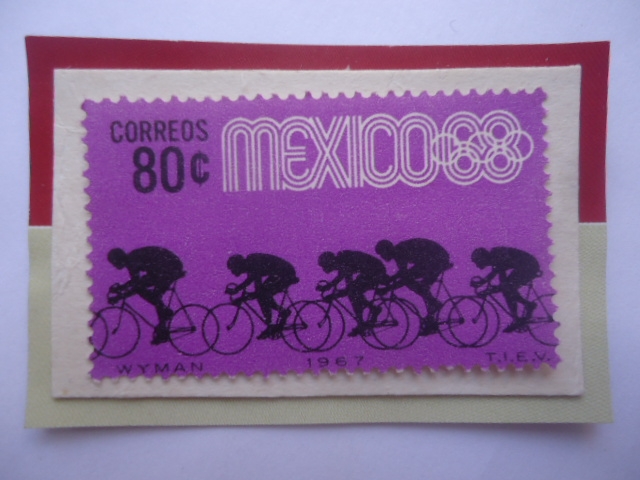 CORREOS
80¢
MEXICO68
WYMAN 1967 T.I.E.V.